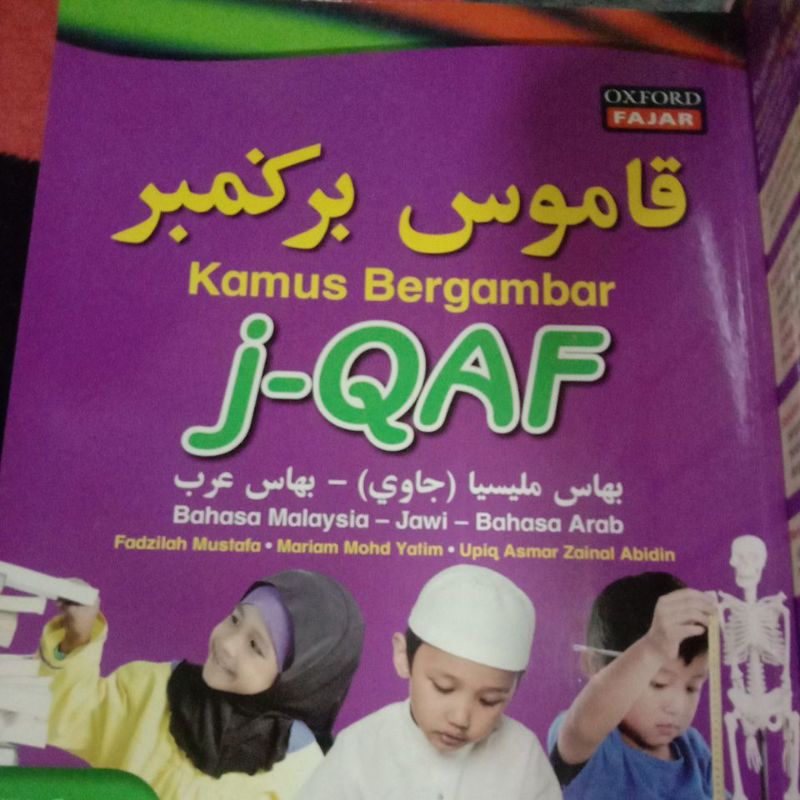 OXFORD
FAJAR
قاموس برݢمبر
Kamus Bergambar
j-QAF
بهاس مليسيا (جاوي) – بهاس عرب
Bahasa Malaysia – Jawi – Bahasa Arab
Fadzilah Mustafa • Mariam Mohd Yatim • Upiq Asmar Zainal Abidin